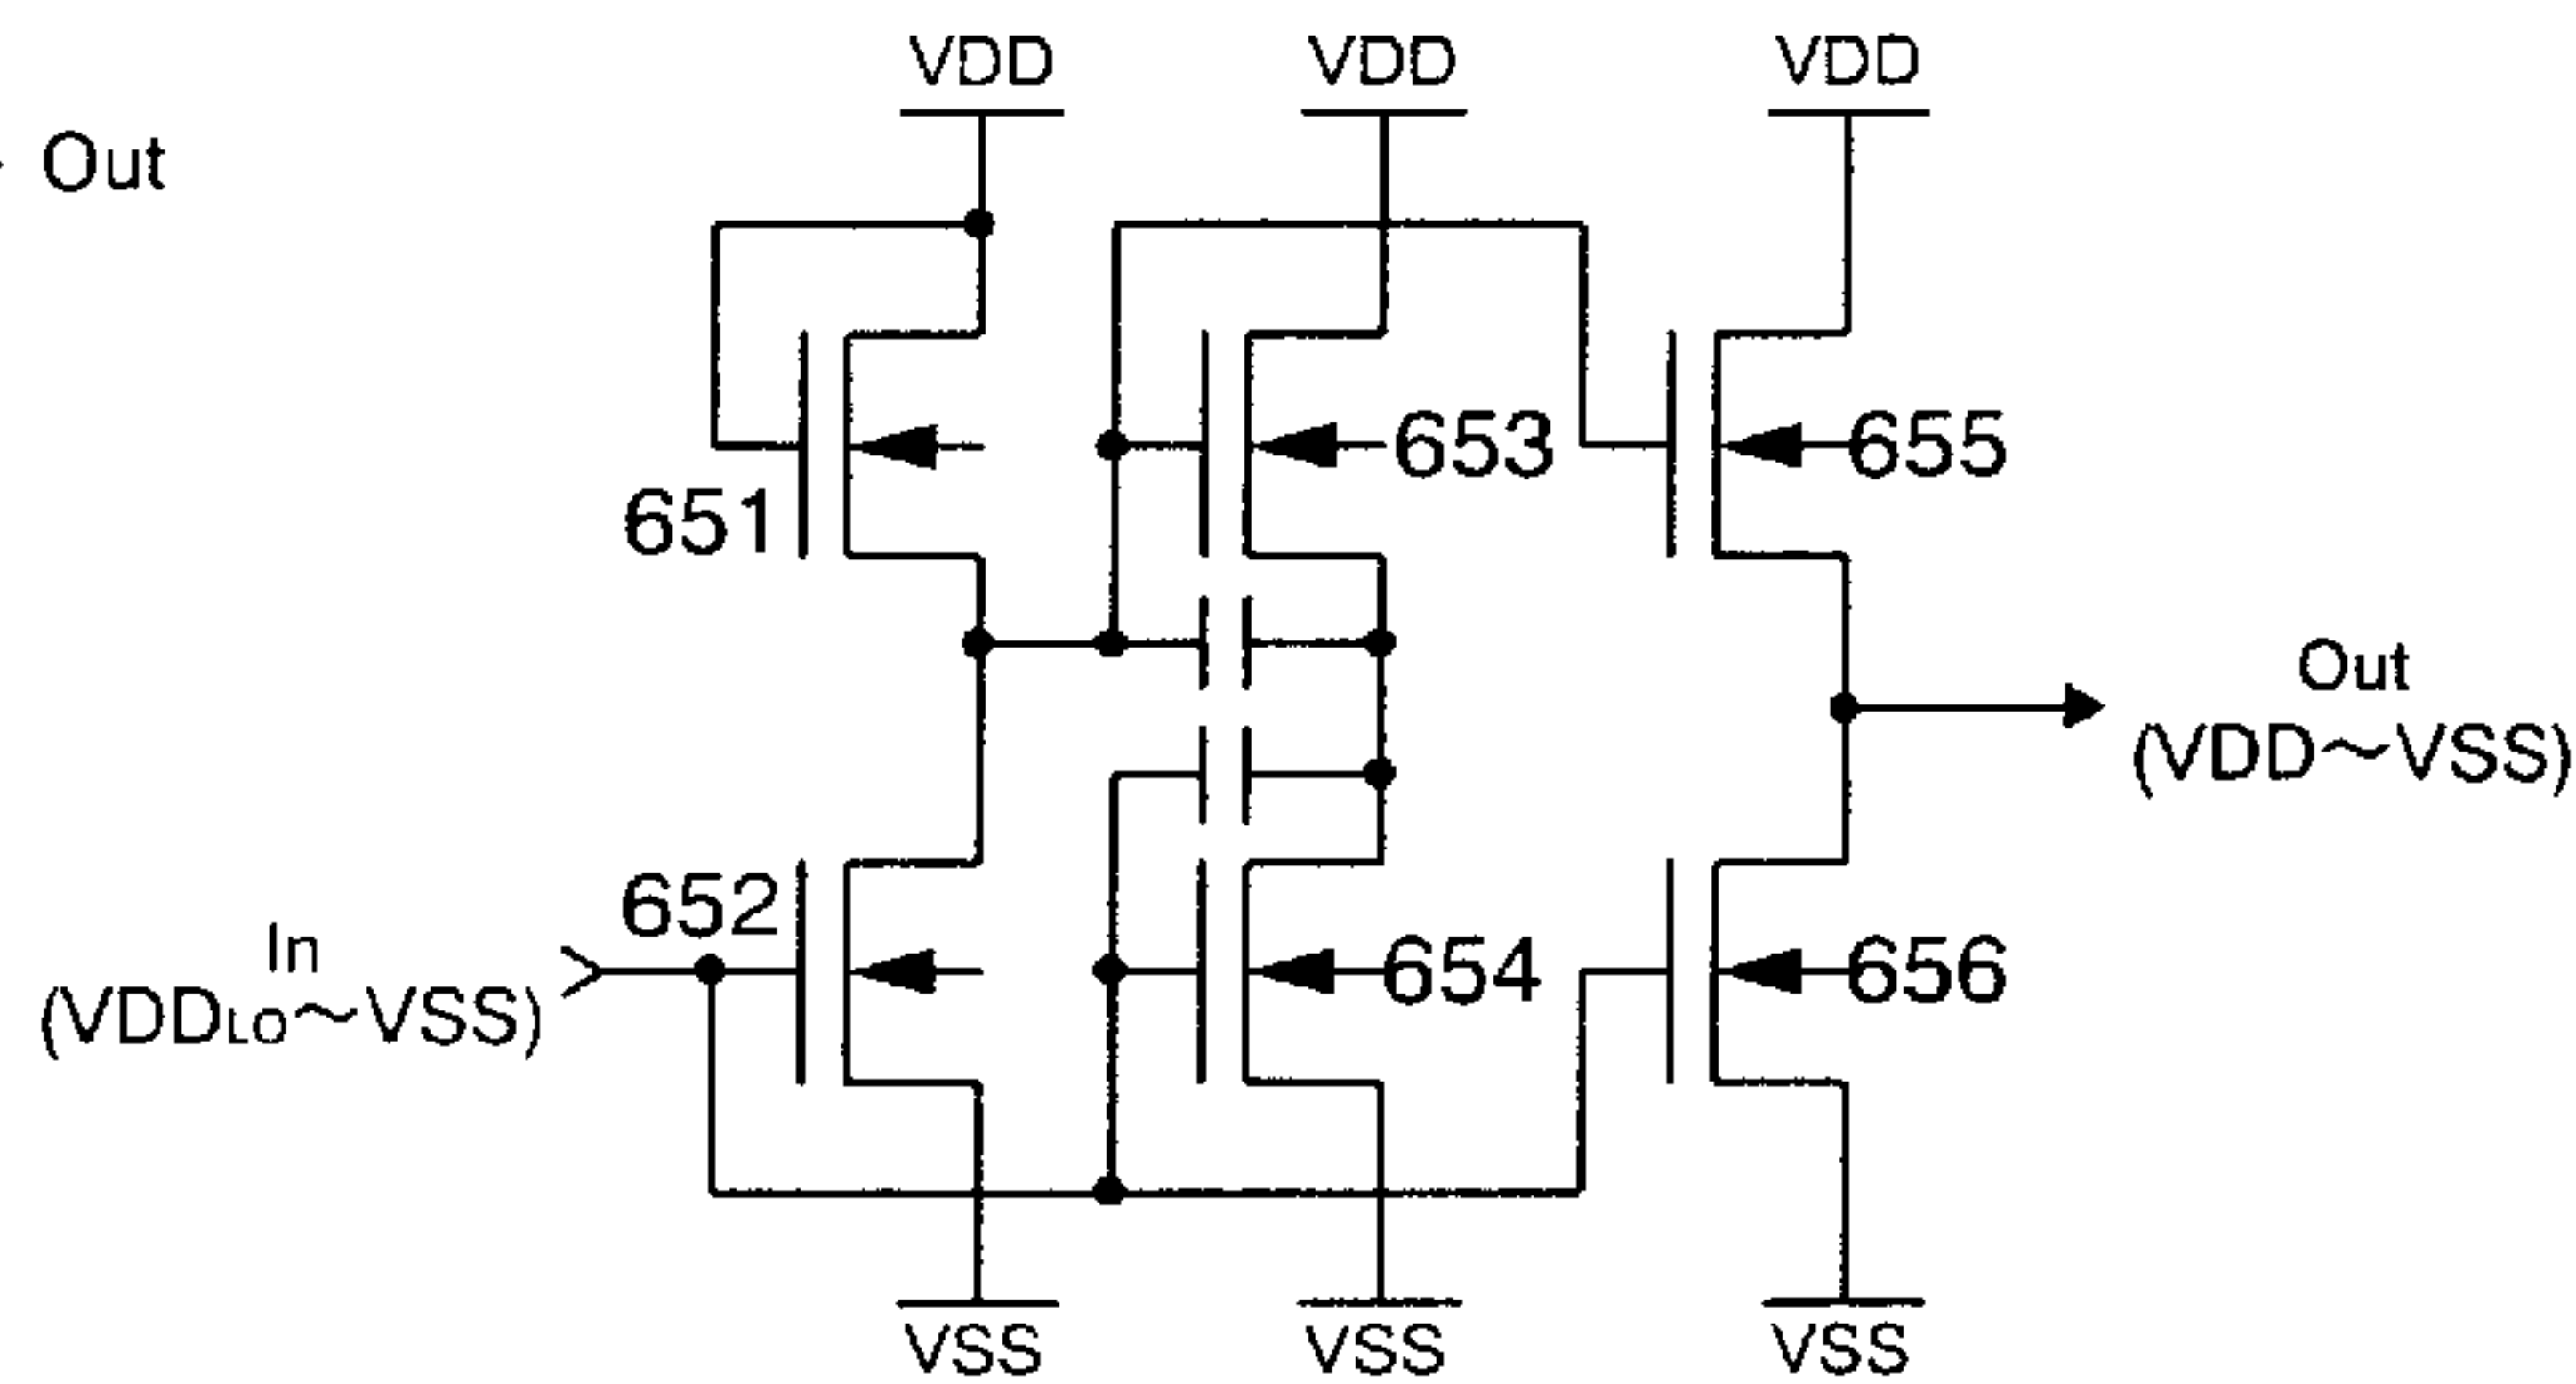 VDD VDD VDD
Out
653 655
651
Out
(VDD～VSS)
652
In
(VDDLO～VSS)
654 656
VSS VSS VSS